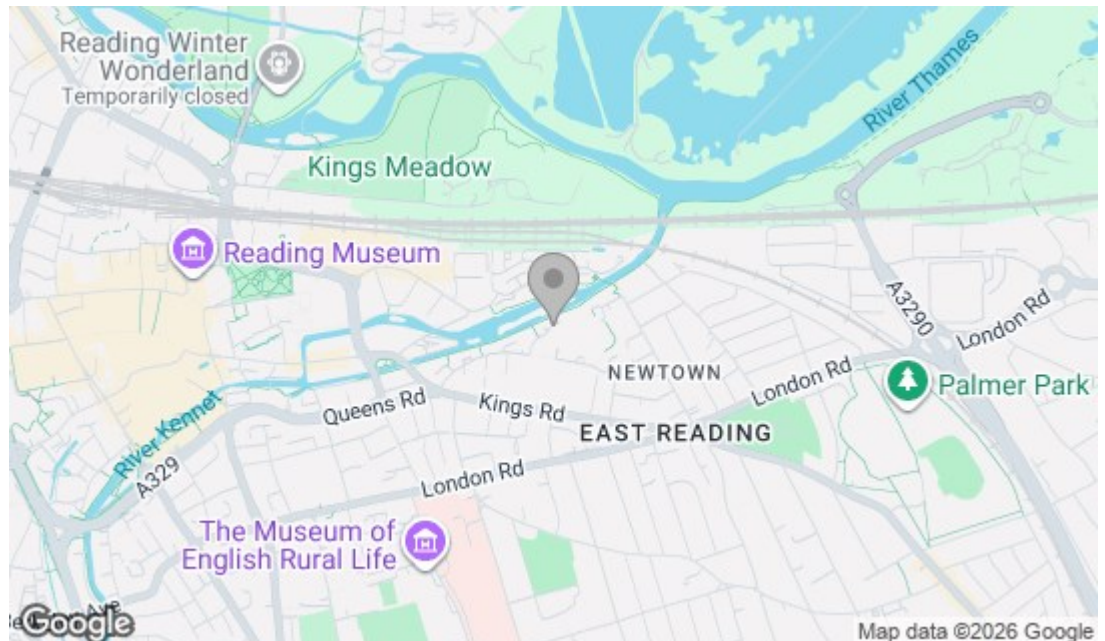 Reading Winter
Wonderland
Temporarily closed
River Thames
Kings Meadow
Reading Museum
A3290
London Rd
NEWTOWN
London Rd
Palmer Park
Queens Rd
Kings Rd
EAST READING
River Kennet
A329
London Rd
The Museum of
English Rural Life
Ave
Google
Map data ©2026 Google